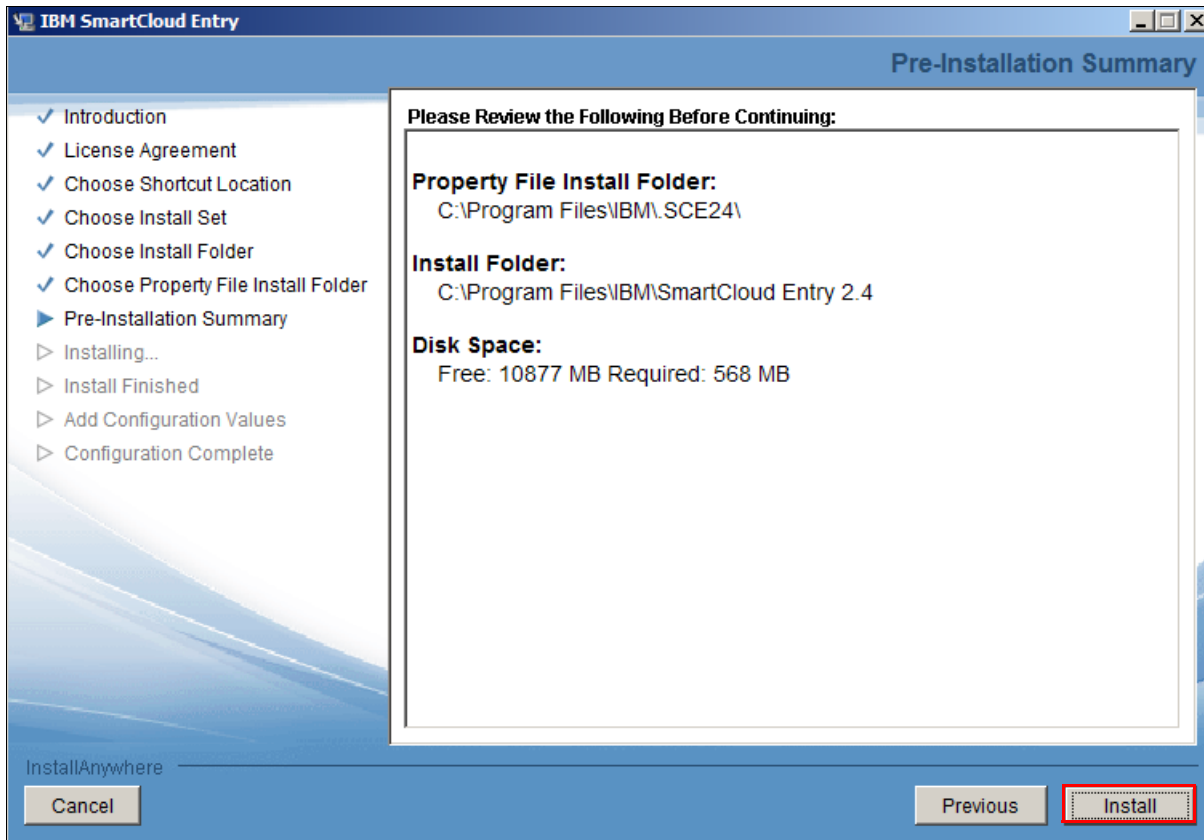 IBM SmartCloud Entry
Pre-Installation Summary
Introduction
License Agreement
Choose Shortcut Location
Choose Install Set
Choose Install Folder
Choose Property File Install Folder
Pre-Installation Summary
Installing...
Install Finished
Add Configuration Values
Configuration Complete
Please Review the Following Before Continuing:
Property File Install Folder:
C:\Program Files\IBM\.SCE24\
Install Folder:
C:\Program Files\IBM\SmartCloud Entry 2.4
Disk Space:
Free: 10877 MB Required: 568 MB
InstallAnywhere
Cancel
Previous
Install